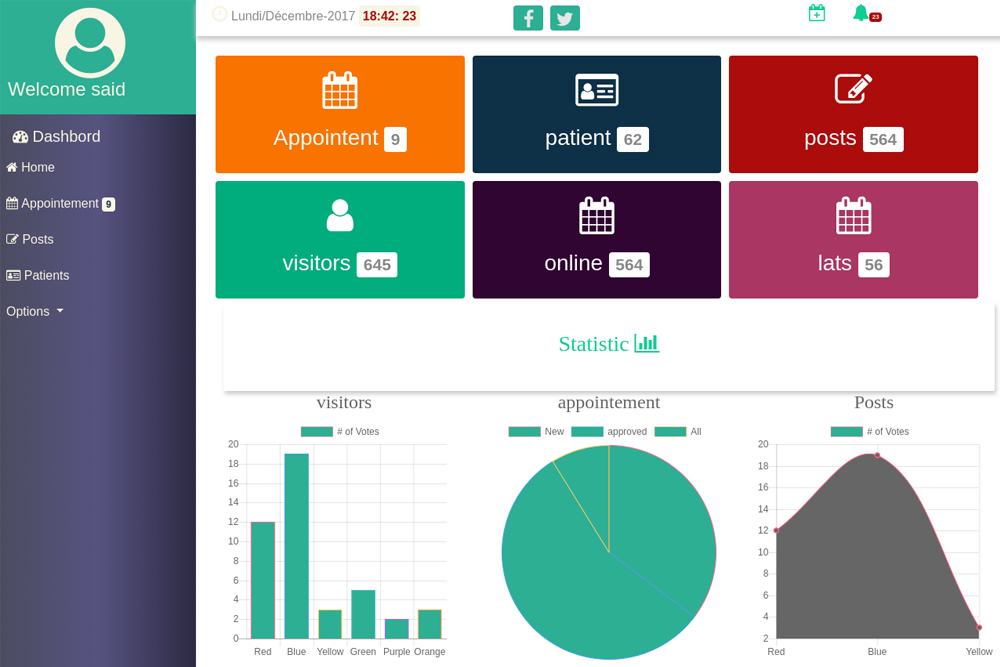 Lundi/Décembre-2017 18:42: 23
23
Welcome said
Dashbord
Home
Appointement 9
Posts
Patients
Options
Appointent 9
patient 62
posts 564
visitors 645
online 564
lats 56
Statistic
visitors
# of Votes
20
18
16
14
12
10
8
6
4
2
0
Red Blue Yellow Green Purple Orange
appointement
New approved All
Posts
# of Votes
20
18
16
14
12
10
8
6
4
2
Red Blue Yellow